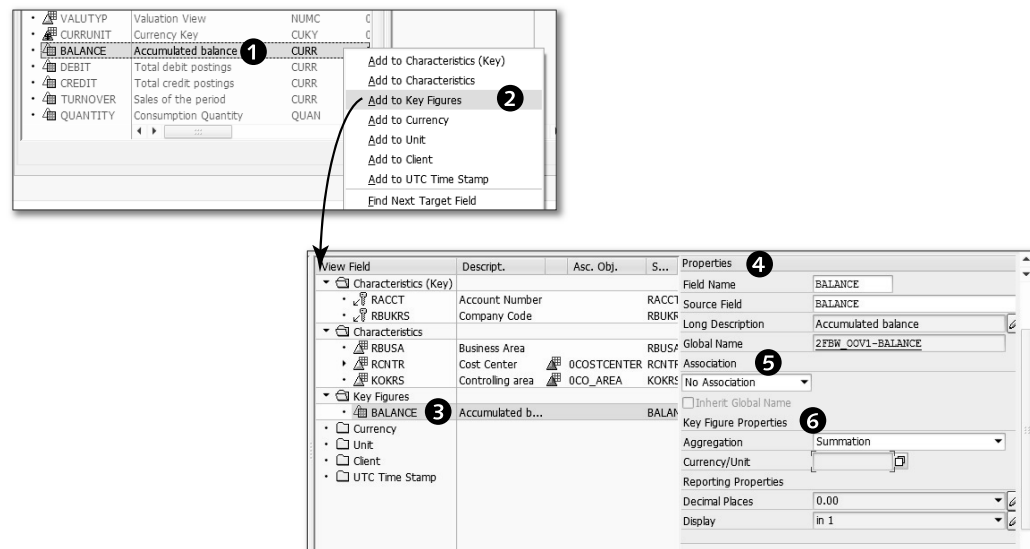 VALUTYP Valuation View NUMC
CURRUNIT Currency Key CUKY
BALANCE Accumulated balance 1 CURR
DEBIT Total debit postings CURR
CREDIT Total credit postings CURR
TURNOVER Sales of the period CURR
QUANTITY Consumption Quantity QUAN
Add to Characteristics (Key)
Add to Characteristics
Add to Key Figures 2
Add to Currency
Add to Unit
Add to Client
Add to UTC Time Stamp
Find Next Target Field
View Field Descript. Asc. Obj. S...
Characteristics (Key)
RACCT Account Number RACCT
RBUKRS Company Code RBUKR
Characteristics
RBUSA Business Area RBUSA
RCNTR Cost Center 0COSTCENTER RCNTR
KOKRS Controlling area 0CO_AREA KOKRS
Key Figures
BALANCE 3 Accumulated b... BALAN
Currency
Unit
Client
UTC Time Stamp
Properties 4
Field Name BALANCE
Source Field BALANCE
Long Description Accumulated balance
Global Name 2FBW_OOV1-BALANCE
Association 5
No Association
Inherit Global Name
Key Figure Properties 6
Aggregation Summation
Currency/Unit
Reporting Properties
Decimal Places 0.00
Display in 1